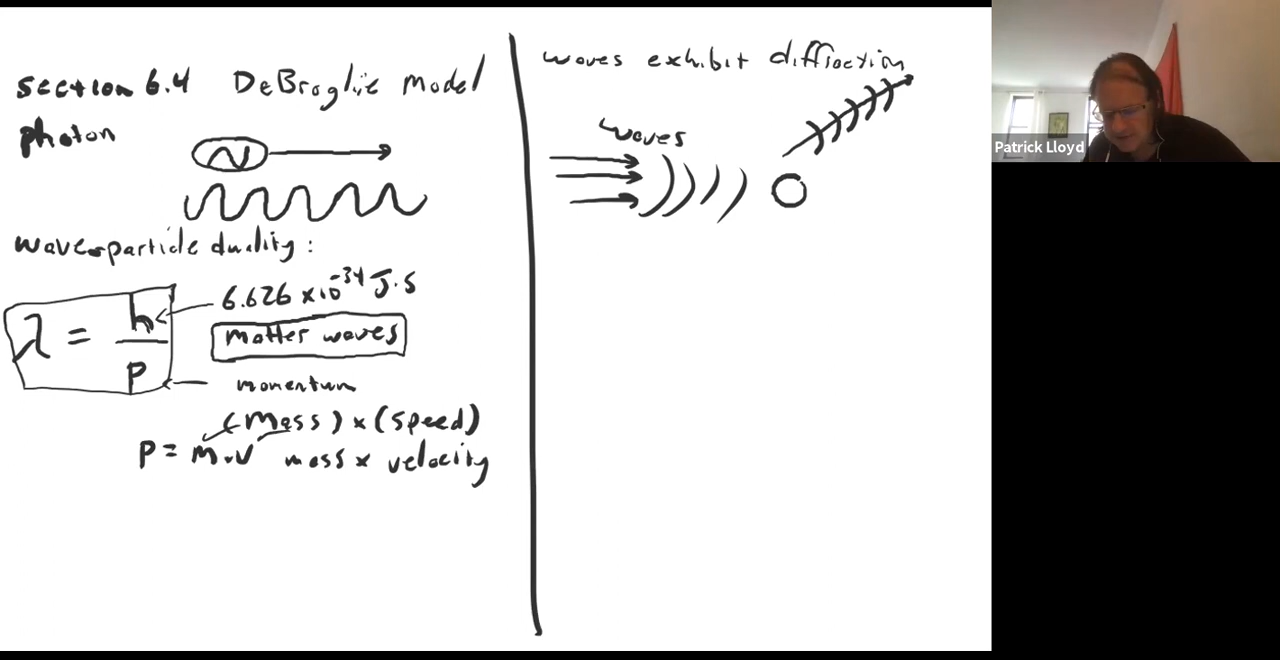 section 6.4 DeBroglie Model
photon
wave-particle duality:
λ = h/p
6.626 x10^-34 J·S
matter waves
momentum
(Mass) x (Speed)
P = m·v mass x velocity
waves exhibit diffraction
waves
Patrick Lloyd